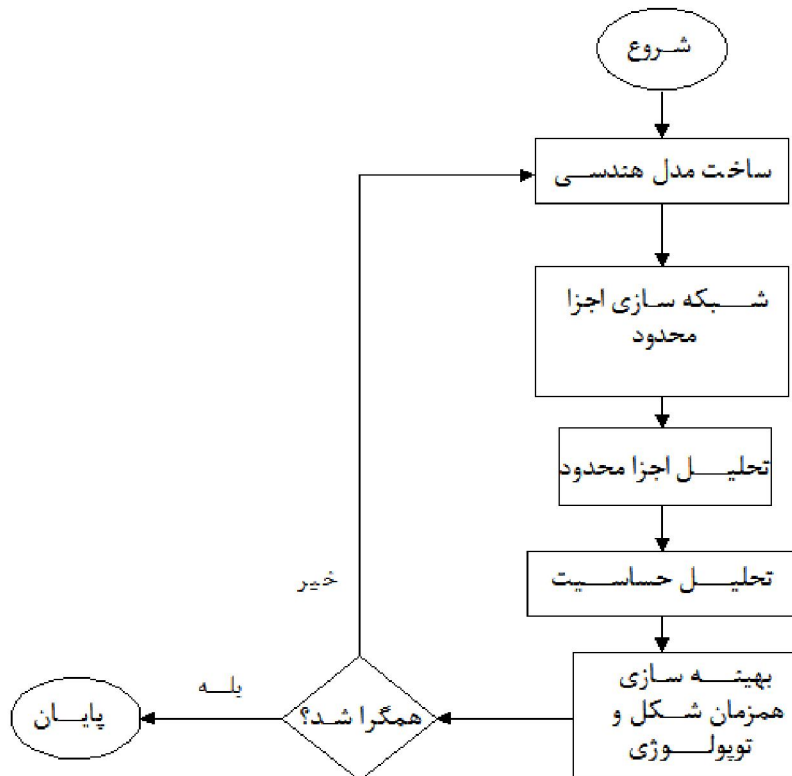 شروع
ساخت مدل هندسی
شبکه سازی اجزا
محدود
تحلیل اجزا محدود
تحلیل حساسیت
بهینه سازی
همزمان شکل و
توپولوژی
همگرا شد؟
خیر
بله
پایان